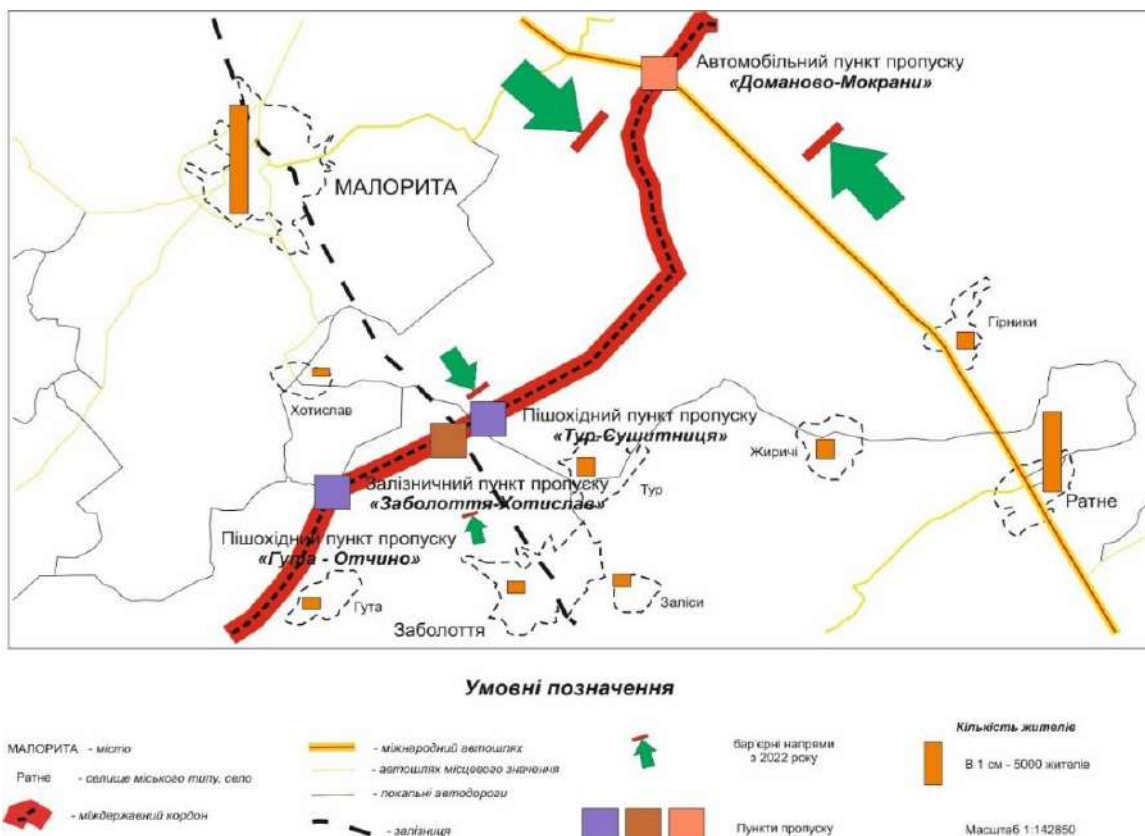 Автомобільний пункт пропуску
«Доманово-Мокрани»
МАЛОРИТА
Гірники
Хотислав
Пішохідний пункт пропуску
«Тур-Сушитниця»
Жиричі
Тур
Ратне
Залізничний пункт пропуску
«Заболоття-Хотислав»
Пішохідний пункт пропуску
«Гута - Отчино»
Гута
Заліси
Заболоття
Умовні позначення
МАЛОРИТА - місто
Ратне - селище міського типу, село
- міждержавний кордон
- міжнародний автошлях
- автошлях місцевого значення
- локальні автодороги
- залізниця
бар'єрні напрями
з 2022 року
Пункти пропуску
Кількість жителів
В 1 см - 5000 жителів
Масштаб 1:142850